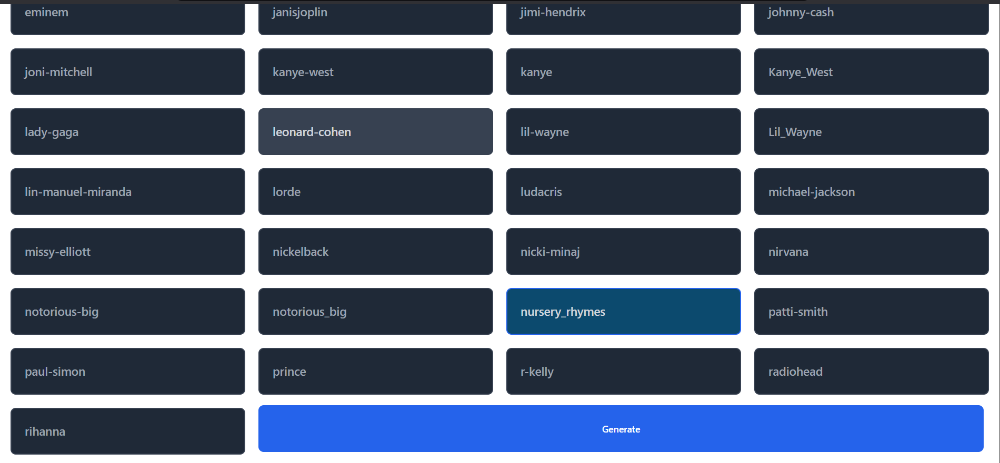 eminem
janisjoplin
jimi-hendrix
johnny-cash
joni-mitchell
kanye-west
kanye
Kanye_West
lady-gaga
leonard-cohen
lil-wayne
Lil_Wayne
lin-manuel-miranda
lorde
ludacris
michael-jackson
missy-elliott
nickelback
nicki-minaj
nirvana
notorious-big
notorious_big
nursery_rhymes
patti-smith
paul-simon
prince
r-kelly
radiohead
rihanna
Generate